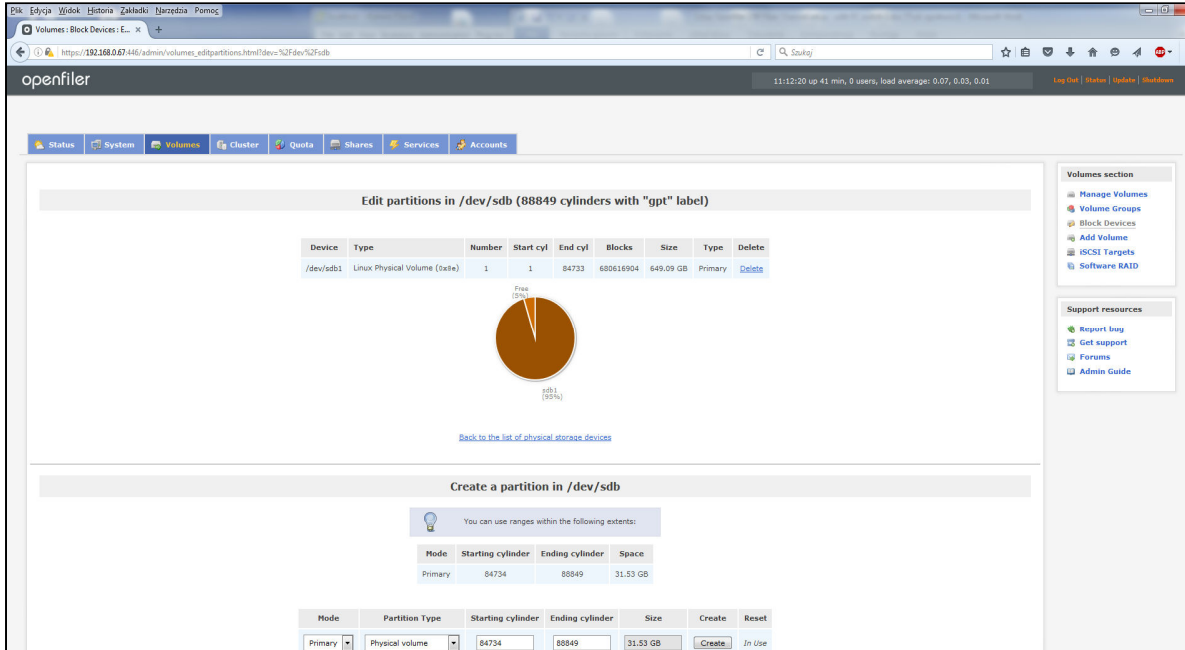 Plik Edycja Widok Historia Zakładki Narzędzia Pomoc
Volumes : Block Devices : E... × +
https://192.168.0.67:446/admin/volumes_editpartitions.html?dev=%2Fdev%2Fsdb
Szukaj
ABP
openfiler
11:12:20 up 41 min, 0 users, load average: 0.07, 0.03, 0.01
Log Out | Status | Update | Shutdown
Status System Volumes Cluster Quota Shares Services Accounts
Edit partitions in /dev/sdb (88849 cylinders with "gpt" label)
Device Type Number Start cyl End cyl Blocks Size Type Delete
/dev/sdb1 Linux Physical Volume (0x8e) 1 1 84733 680616904 649.09 GB Primary Delete
Free
(5%)
sdb1
(95%)
Back to the list of physical storage devices
Create a partition in /dev/sdb
You can use ranges within the following extents:
Mode Starting cylinder Ending cylinder Space
Primary 84734 88849 31.53 GB
Mode Partition Type Starting cylinder Ending cylinder Size Create Reset
Primary Physical volume 84734 88849 31.53 GB Create In Use
Volumes section
Manage Volumes
Volume Groups
Block Devices
Add Volume
iSCSI Targets
Software RAID
Support resources
Report bug
Get support
Forums
Admin Guide